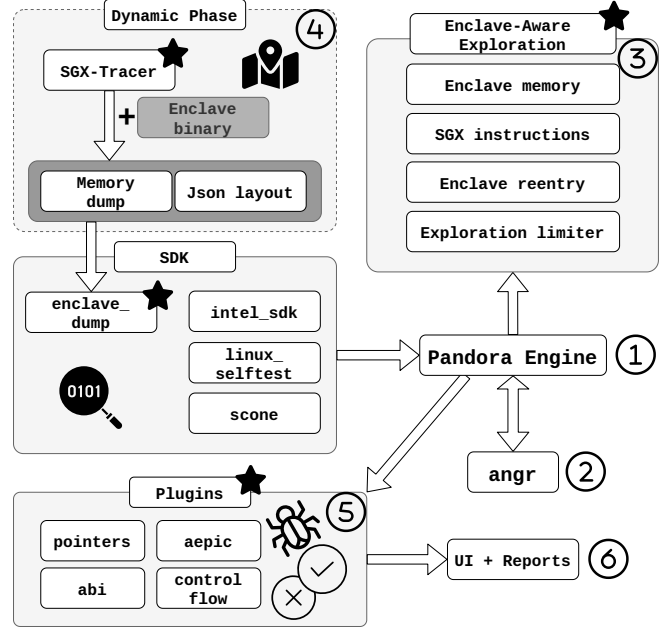 Dynamic Phase
4
SGX-Tracer
+
Enclave
binary
Memory
dump
Json layout
SDK
enclave_
dump
intel_sdk
linux_
selftest
scone
0101
Enclave-Aware
Exploration
3
Enclave memory
SGX instructions
Enclave reentry
Exploration limiter
Pandora Engine
1
angr
2
Plugins
5
pointers
aepic
abi
control
flow
UI + Reports
6